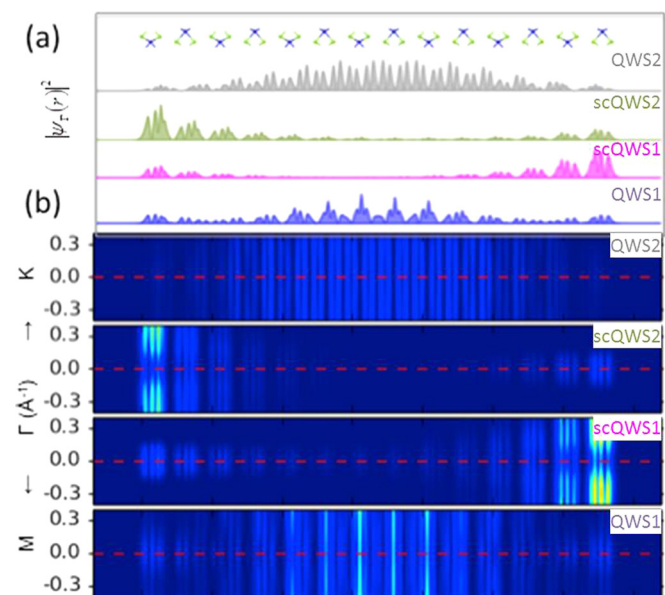 (a)
QWS2
|ψ_Γ̄(r)|²
scQWS2
scQWS1
(b)
QWS1
0.3
0.0
-0.3
QWS2
0.3
0.0
-0.3
scQWS2
0.3
0.0
-0.3
scQWS1
0.3
0.0
-0.3
QWS1
M ← Γ (Å⁻¹) → K